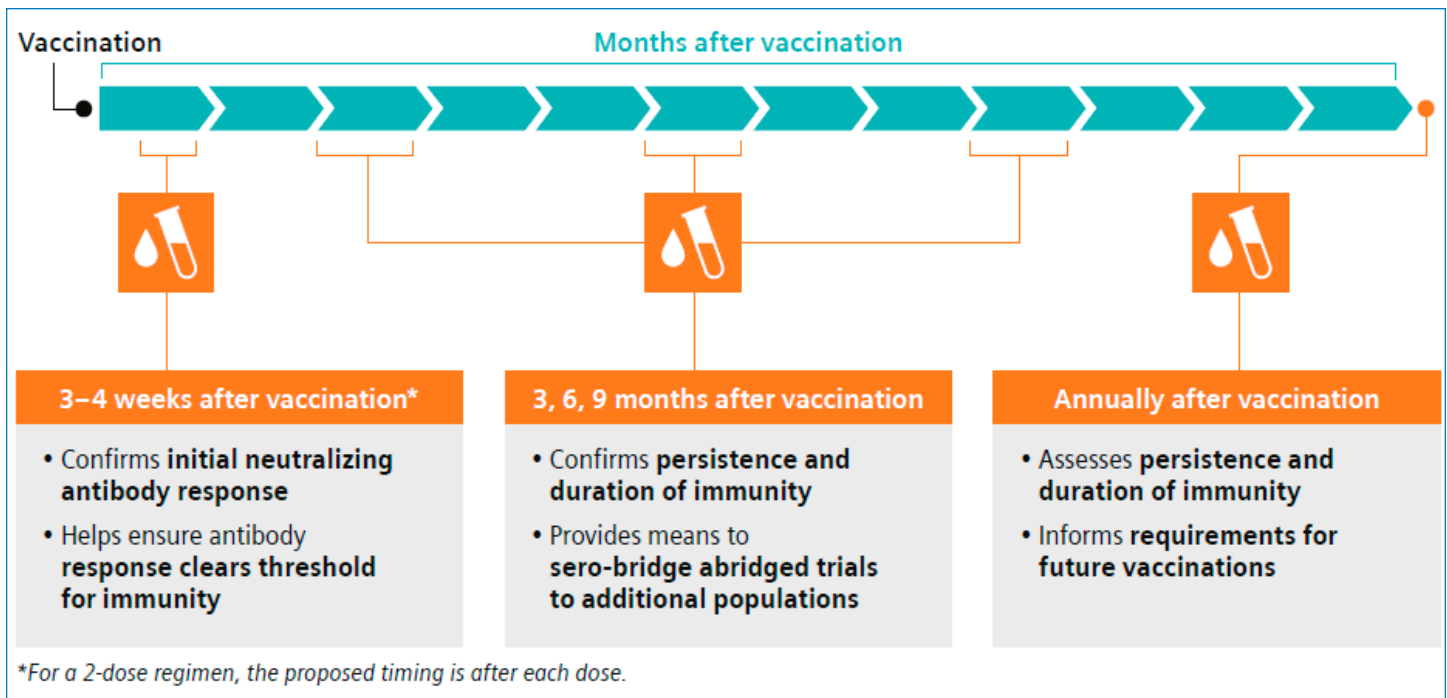 Vaccination
Months after vaccination
3–4 weeks after vaccination*
• Confirms initial neutralizing
antibody response
• Helps ensure antibody
response clears threshold
for immunity
3, 6, 9 months after vaccination
• Confirms persistence and
duration of immunity
• Provides means to
sero-bridge abridged trials
to additional populations
Annually after vaccination
• Assesses persistence and
duration of immunity
• Informs requirements for
future vaccinations
*For a 2-dose regimen, the proposed timing is after each dose.